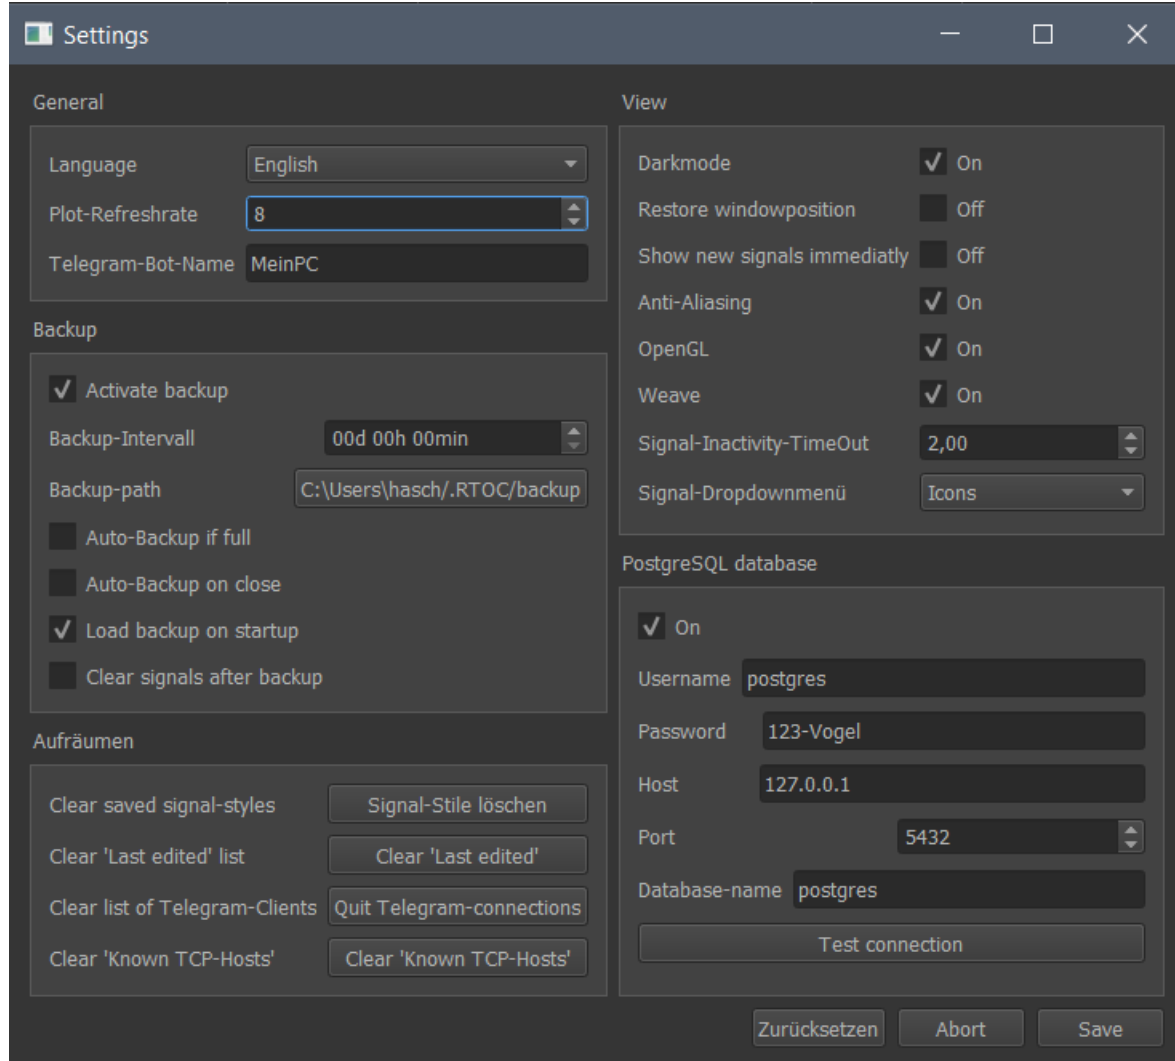 Settings
General
Language English
Plot-Refreshrate 8
Telegram-Bot-Name MeinPC
Backup
Activate backup
Backup-Intervall 00d 00h 00min
Backup-path C:\Users\hasch/.RTOC/backup
Auto-Backup if full
Auto-Backup on close
Load backup on startup
Clear signals after backup
Aufräumen
Clear saved signal-styles Signal-Stile löschen
Clear 'Last edited' list Clear 'Last edited'
Clear list of Telegram-Clients Quit Telegram-connections
Clear 'Known TCP-Hosts' Clear 'Known TCP-Hosts'
View
Darkmode On
Restore windowposition Off
Show new signals immediatly Off
Anti-Aliasing On
OpenGL On
Weave On
Signal-Inactivity-TimeOut 2,00
Signal-Dropdownmenü Icons
PostgreSQL database
On
Username postgres
Password 123-Vogel
Host 127.0.0.1
Port 5432
Database-name postgres
Test connection
Zurücksetzen Abort Save